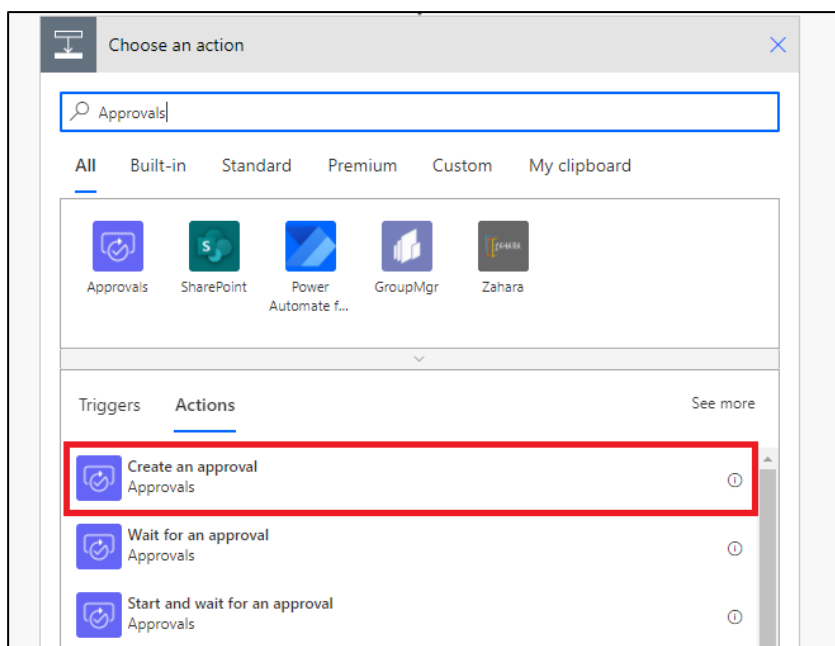 Choose an action
Approvals
All Built-in Standard Premium Custom My clipboard
Approvals SharePoint Power Automate f... GroupMgr Zahara
Triggers Actions See more
Create an approval
Approvals
Wait for an approval
Approvals
Start and wait for an approval
Approvals